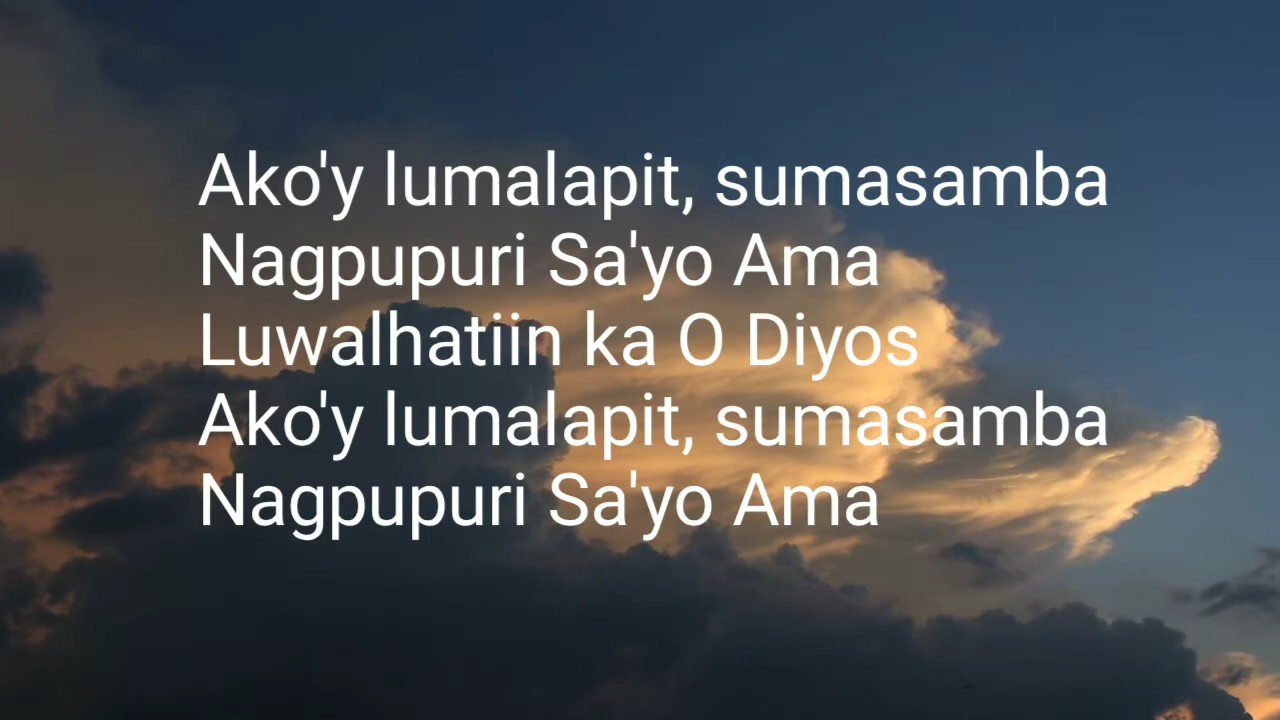 Ako'y lumalapit, sumasamba
Nagpupuri Sa'yo Ama
Luwalhatiin ka O Diyos
Ako'y lumalapit, sumasamba
Nagpupuri Sa'yo Ama